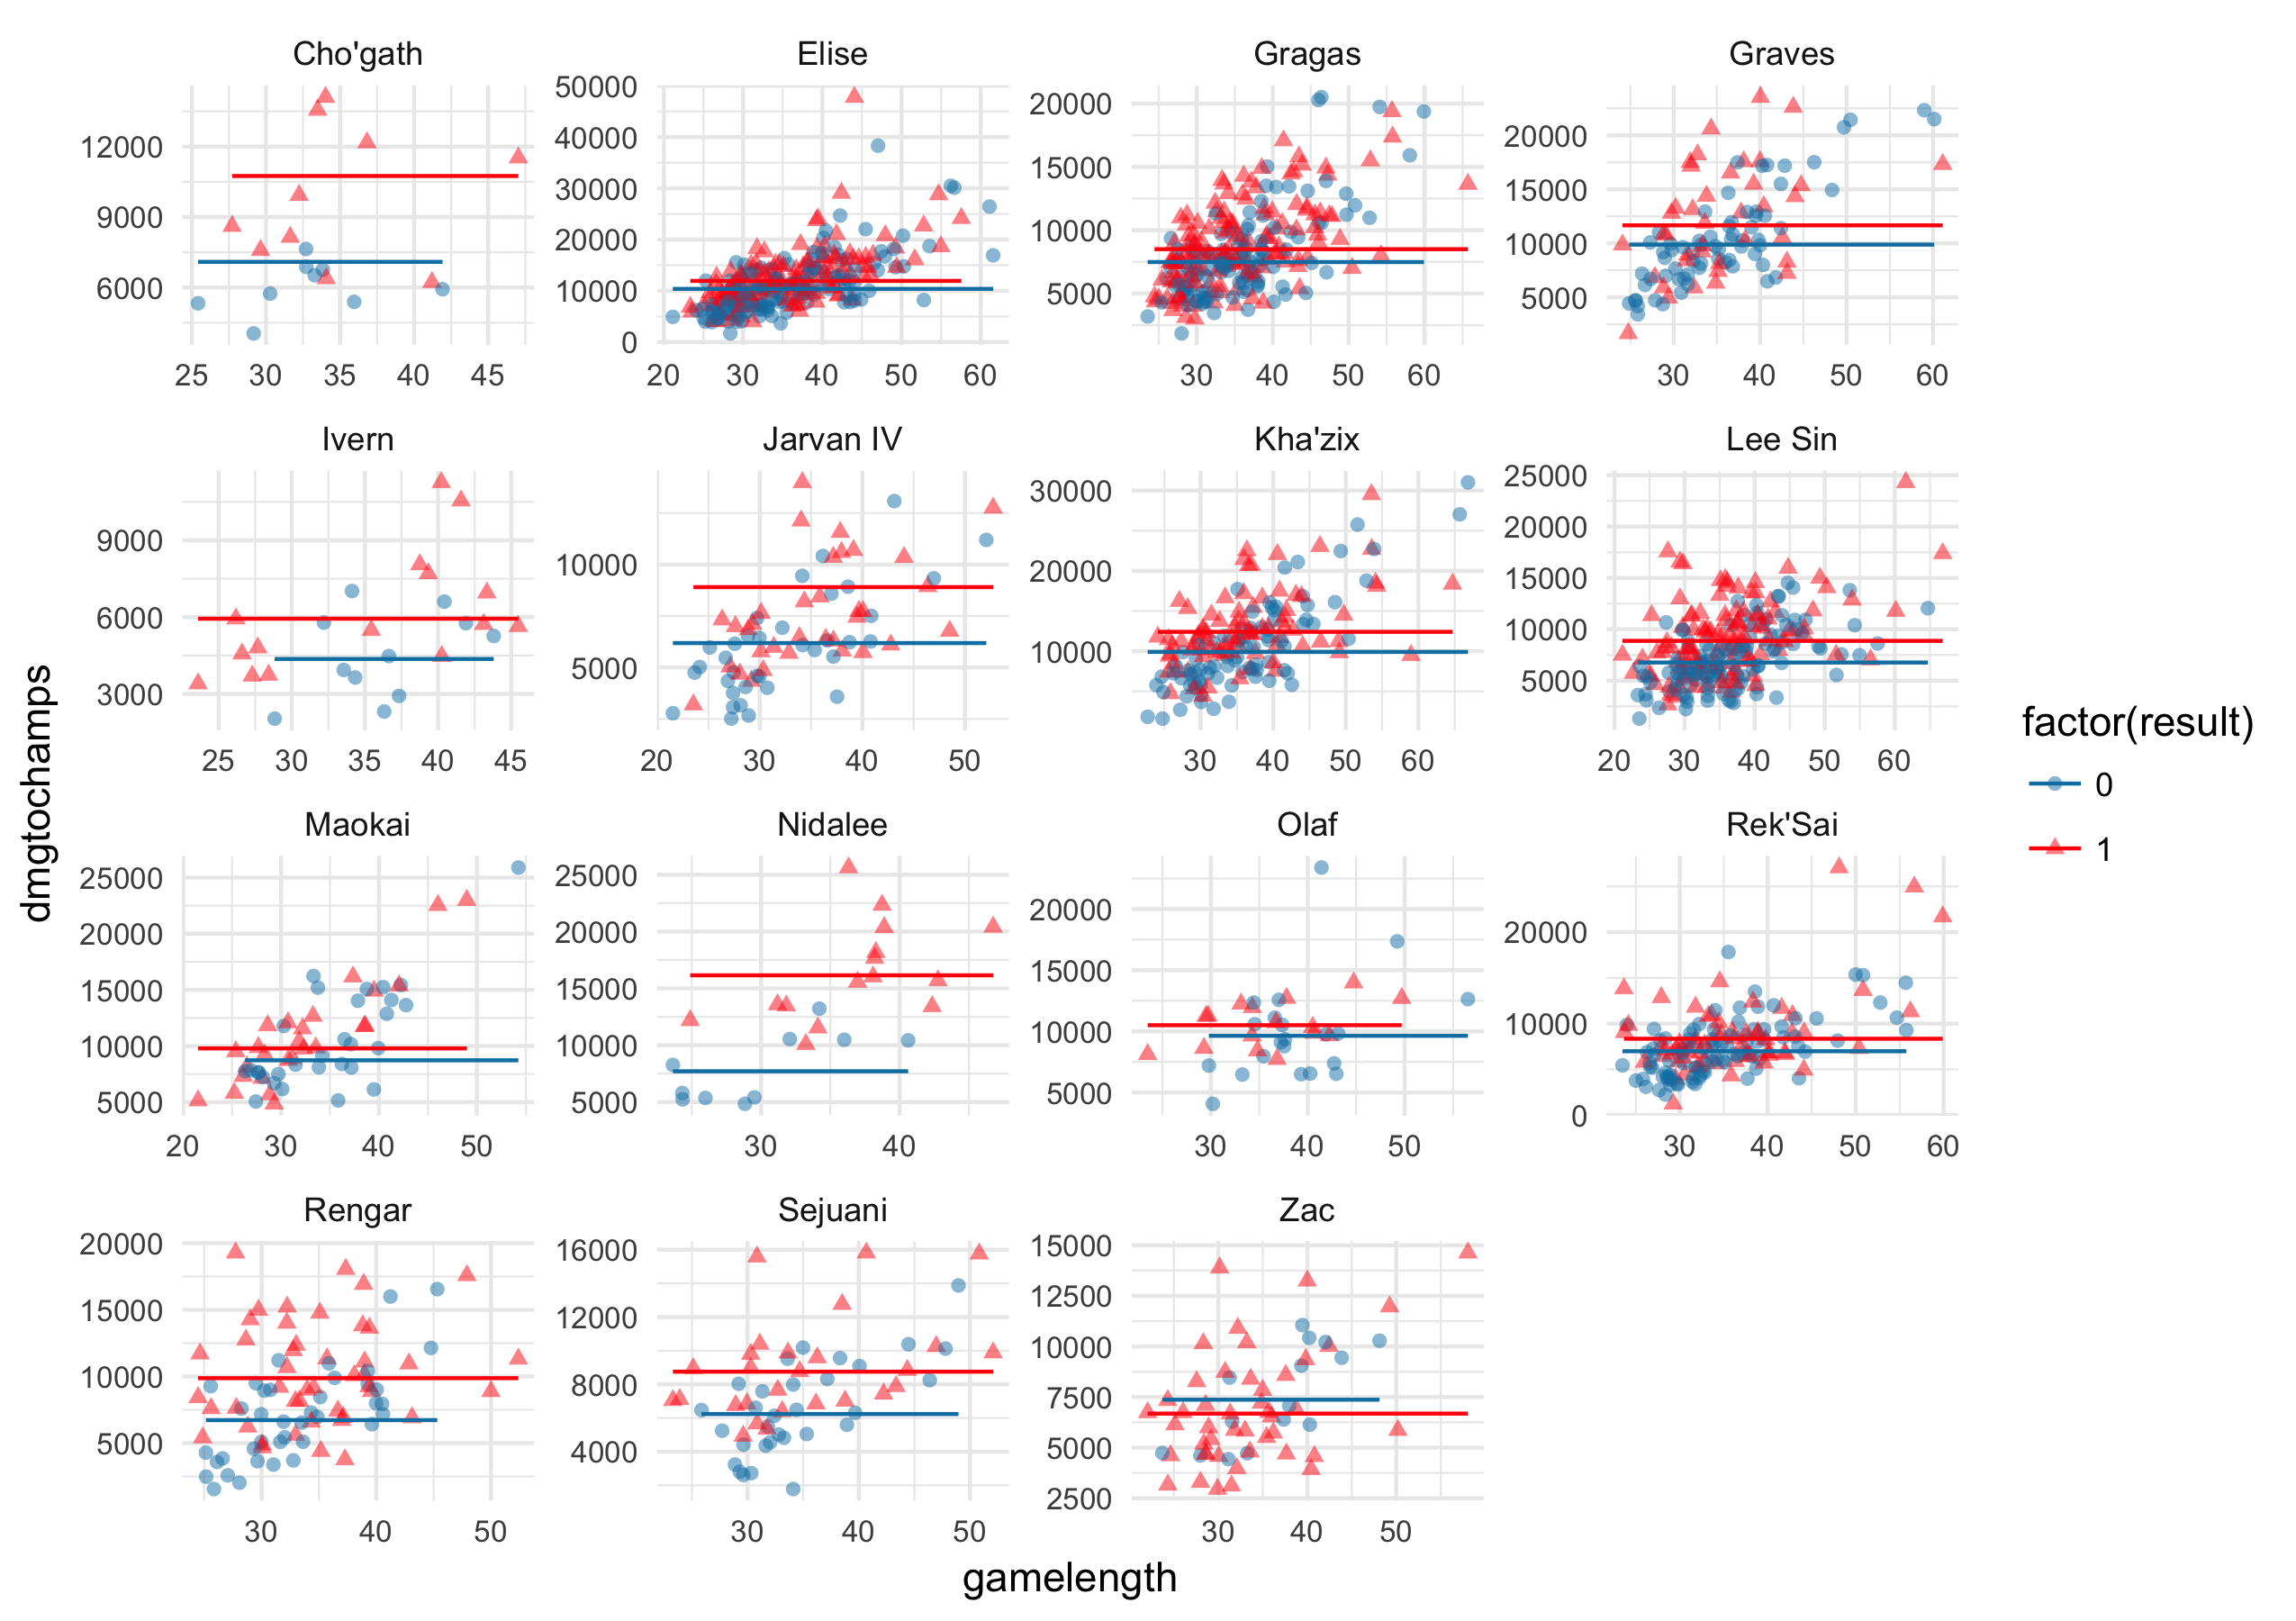 Cho'gath
Elise
Gragas
Graves
12000
9000
6000
25 30 35 40 45
50000
40000
30000
20000
10000
0
20 30 40 50 60
20000
15000
10000
5000
30 40 50 60
20000
15000
10000
5000
30 40 50 60
Ivern
Jarvan IV
Kha'zix
Lee Sin
9000
6000
3000
25 30 35 40 45
10000
5000
20 30 40 50
30000
20000
10000
30 40 50 60
25000
20000
15000
10000
5000
20 30 40 50 60
Maokai
Nidalee
Olaf
Rek'Sai
25000
20000
15000
10000
5000
20 30 40 50
25000
20000
15000
10000
5000
30 40
20000
15000
10000
5000
30 40 50
20000
10000
0
30 40 50 60
Rengar
Sejuani
Zac
20000
15000
10000
5000
30 40 50
16000
12000
8000
4000
30 40 50
15000
12500
10000
7500
5000
2500
30 40 50
dmgtochamps
gamelength
factor(result)
0
1